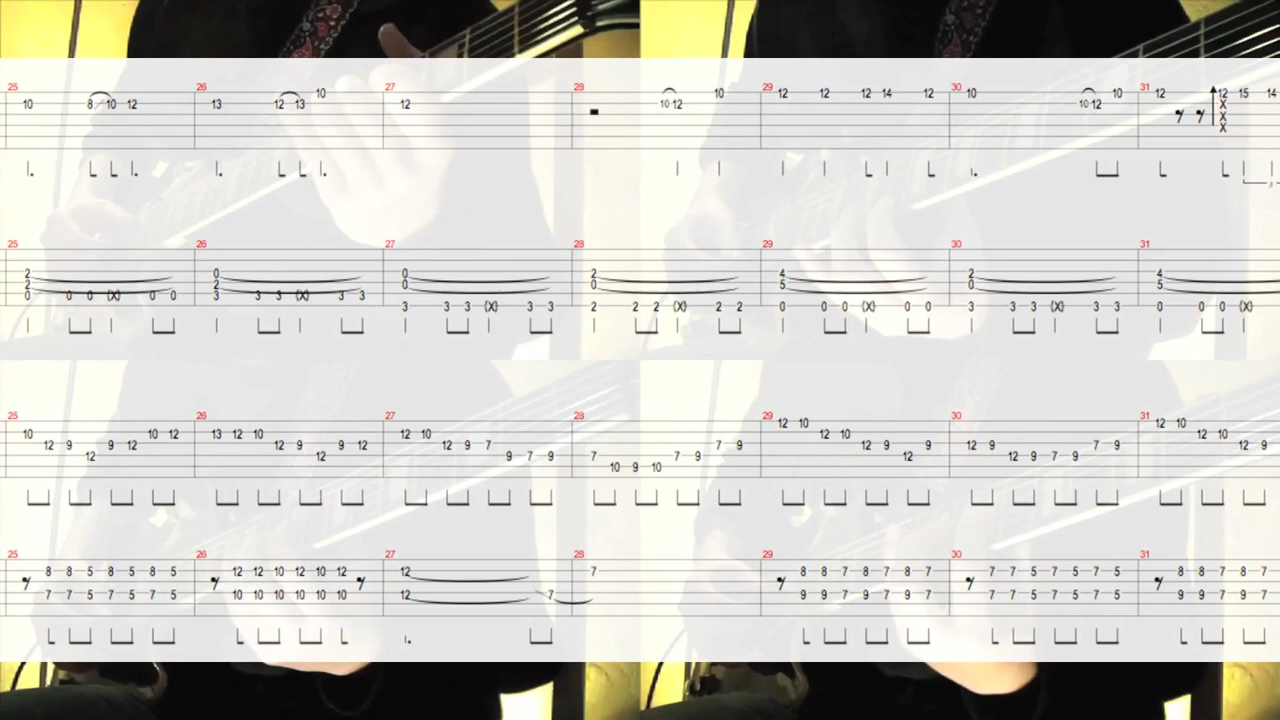 25 26 27 28 29 30 31
10 12 10 12 12 12 14 12 10 10 12 15 14
10 8 10 12 13 12 13 12 10 12 10 12 X
X
X
25 26 27 28 29 30 31
2 0 0 2 4 2 4
2 2 0 0 5 0 5
0 0 0 (X) 0 0 3 3 3 (X) 3 3
3 3 3 (X) 3 3 2 2 2 (X) 2 2 0 0 0 (X) 0 0 3 3 3 (X) 3 3 0 0 0 (X)
25 26 27 28 29 30 31
12 10 12 10
10 10 12 13 12 10 12 10 12 10 12 10
12 9 9 12 12 9 9 12 12 9 7 7 9 12 9 9 12 9 7 9 12 9
12 12 9 7 9 7 7 9 12 12 9 7 9
10 9 10
25 26 27 28 29 30 31
8 8 5 8 5 8 5 12 12 10 12 10 12 12 7 8 8 7 8 7 8 7 7 7 5 7 5 7 5 8 8 7 8 7
7 7 5 7 5 7 5 10 10 10 10 10 10 12 7 9 9 7 9 7 9 7 7 7 5 7 5 7 5 9 9 7 9 7